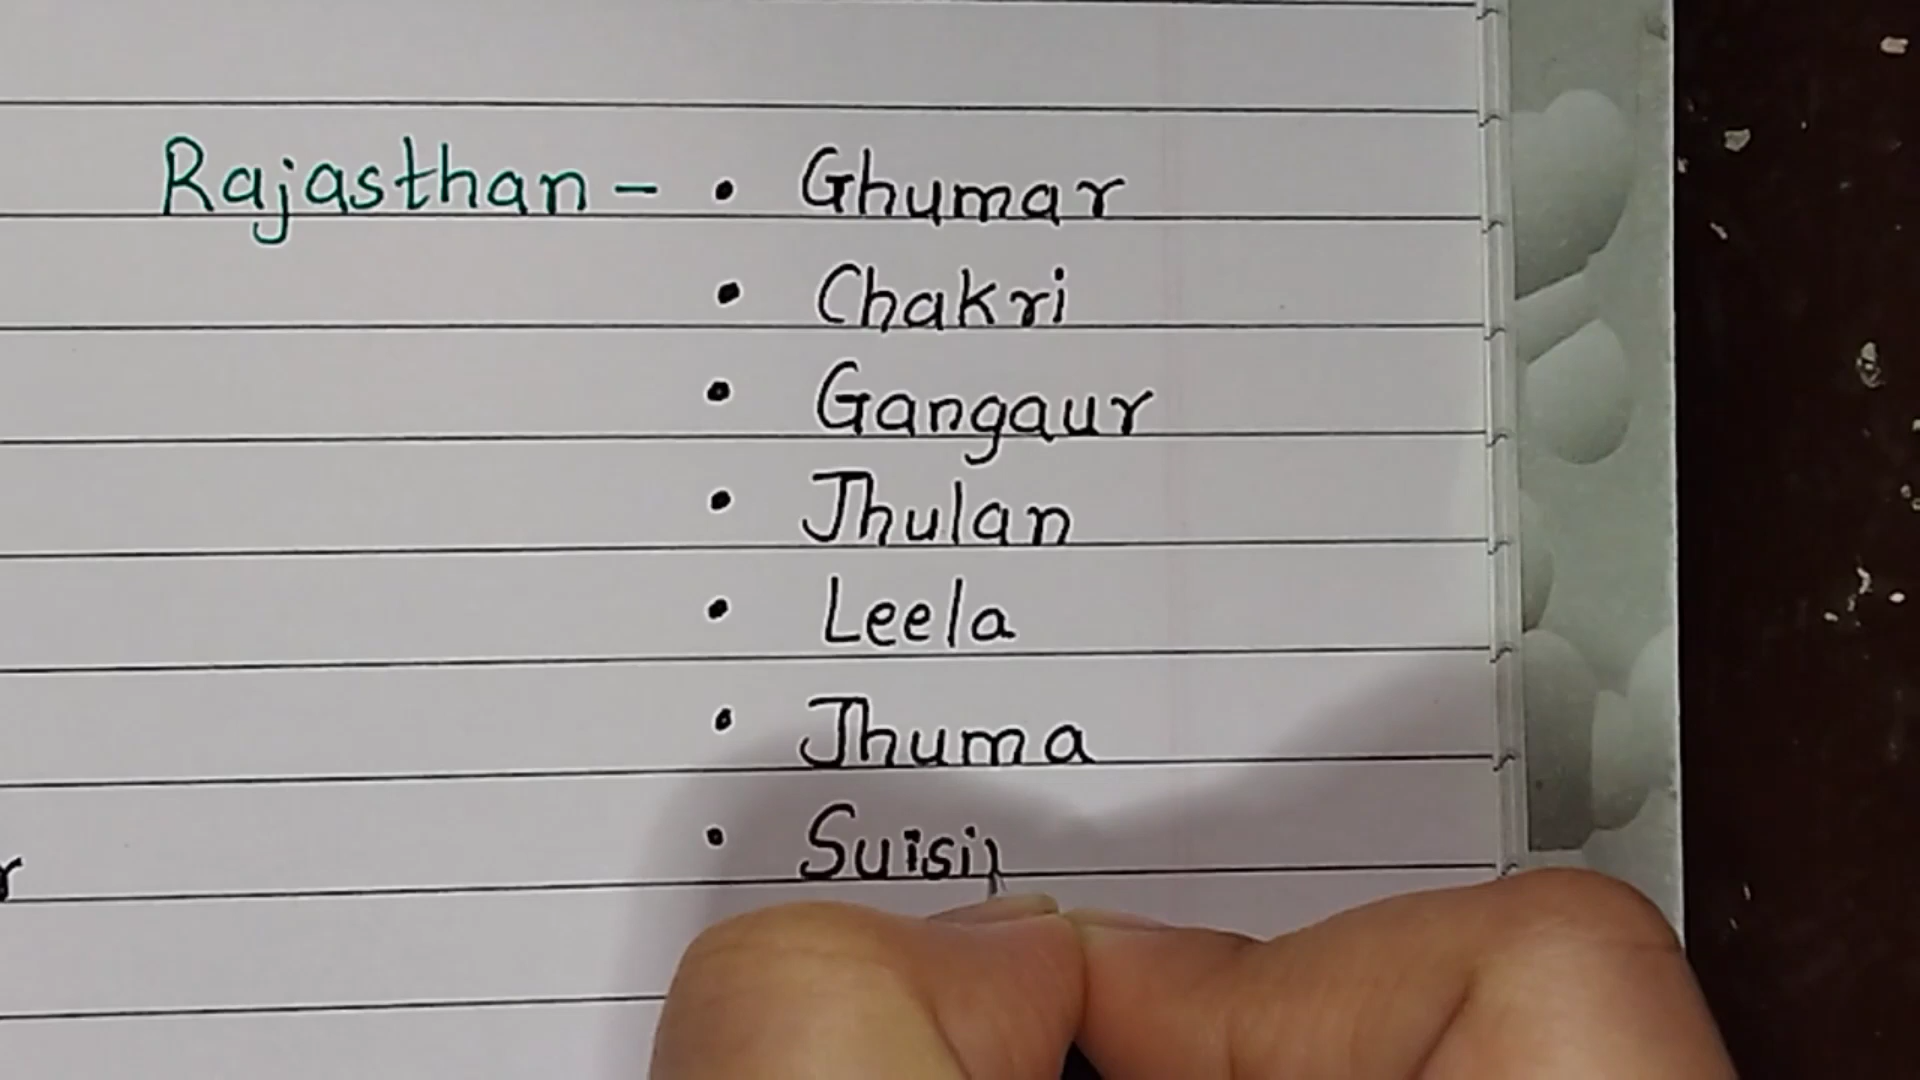 Rajasthan - • Ghumar
• Chakri
• Gangaur
• Jhulan
• Leela
• Jhuma
• Suisi